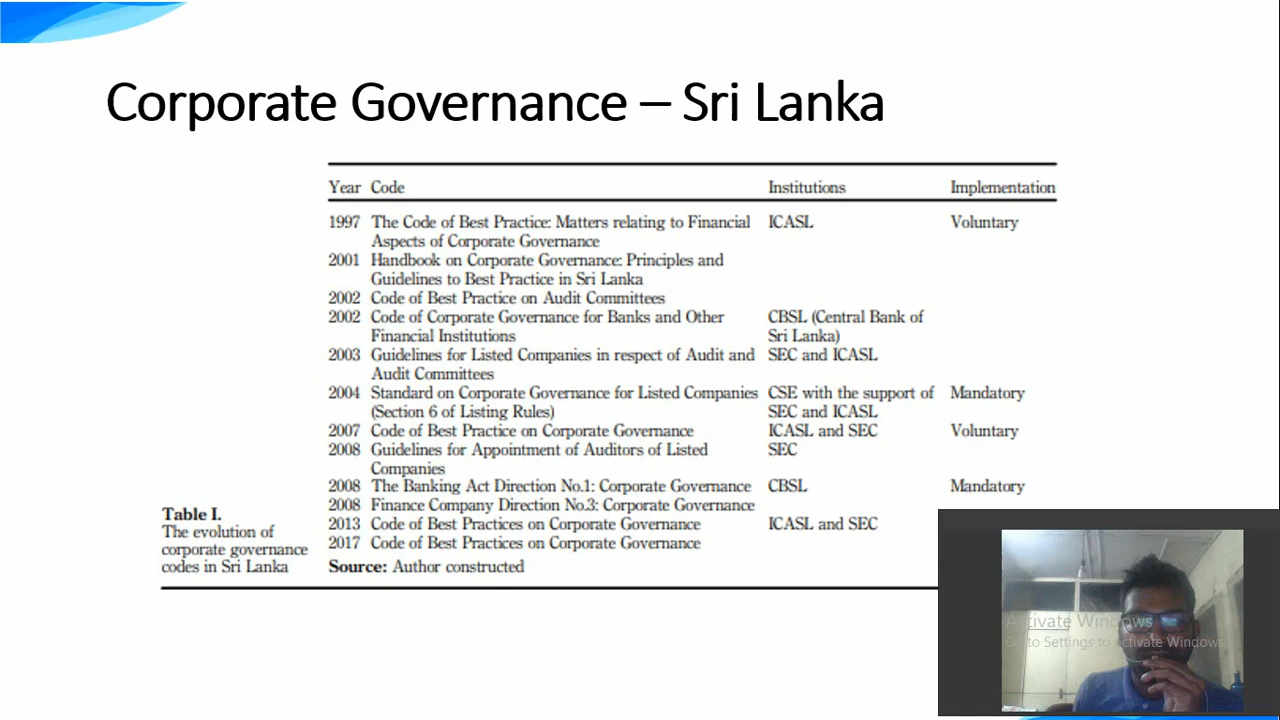 Corporate Governance – Sri Lanka
Year Code Institutions Implementation
1997 The Code of Best Practice: Matters relating to Financial ICASL Voluntary
Aspects of Corporate Governance
2001 Handbook on Corporate Governance: Principles and
Guidelines to Best Practice in Sri Lanka
2002 Code of Best Practice on Audit Committees
2002 Code of Corporate Governance for Banks and Other CBSL (Central Bank of
Financial Institutions Sri Lanka)
2003 Guidelines for Listed Companies in respect of Audit and SEC and ICASL
Audit Committees
2004 Standard on Corporate Governance for Listed Companies CSE with the support of Mandatory
(Section 6 of Listing Rules) SEC and ICASL
2007 Code of Best Practice on Corporate Governance ICASL and SEC Voluntary
2008 Guidelines for Appointment of Auditors of Listed SEC
Companies
2008 The Banking Act Direction No.1: Corporate Governance CBSL Mandatory
2008 Finance Company Direction No.3: Corporate Governance
2013 Code of Best Practices on Corporate Governance ICASL and SEC
2017 Code of Best Practices on Corporate Governance
Source: Author constructed
Table I.
The evolution of
corporate governance
codes in Sri Lanka
Activate Windows
Go to Settings to activate Windows.